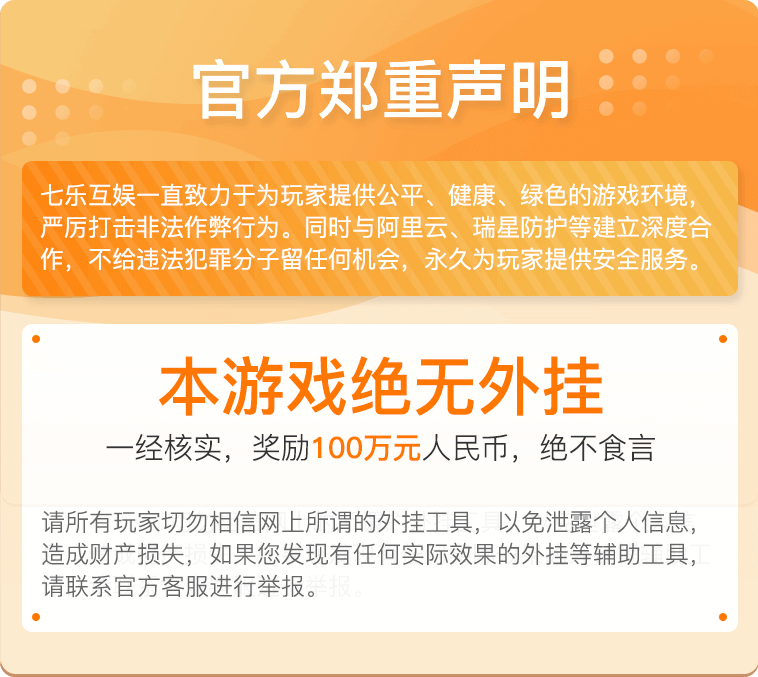 官方郑重声明
七乐互娱一直致力于为玩家提供公平、健康、绿色的游戏环境，
严厉打击非法作弊行为。同时与阿里云、瑞星防护等建立深度合
作，不给违法犯罪分子留任何机会，永久为玩家提供安全服务。
本游戏绝无外挂
一经核实，奖励100万元人民币，绝不食言
请所有玩家切勿相信网上所谓的外挂工具，以免泄露个人信息，
造成财产损失，如果您发现有任何实际效果的外挂等辅助工具，
请联系官方客服进行举报。